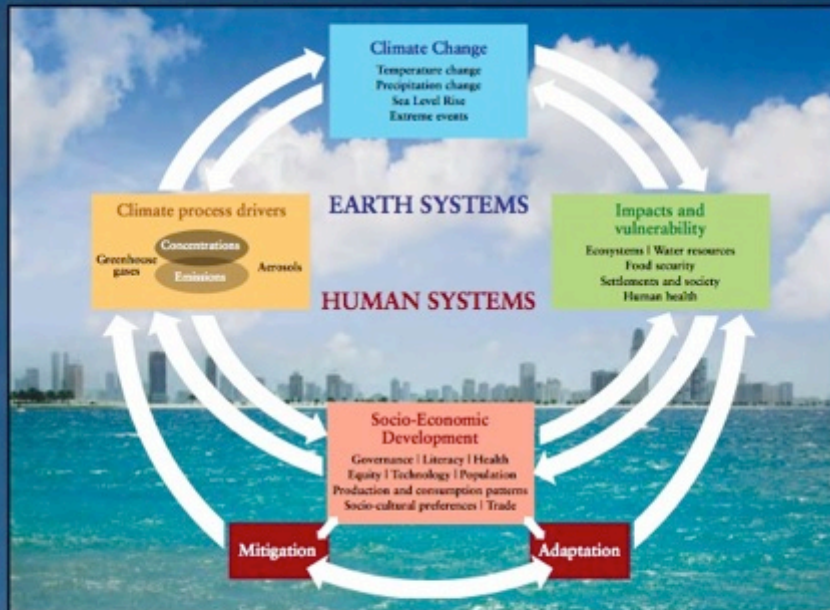 Climate Change
Temperature change
Precipitation change
Sea Level Rise
Extreme events
Climate process drivers
Greenhouse
gases
Concentrations
Emissions
Aerosols
EARTH SYSTEMS
HUMAN SYSTEMS
Impacts and
vulnerability
Ecosystems | Water resources
Food security
Settlements and society
Human health
Socio-Economic
Development
Governance | Literacy | Health
Equity | Technology | Population
Production and consumption patterns
Socio-cultural preferences | Trade
Mitigation
Adaptation